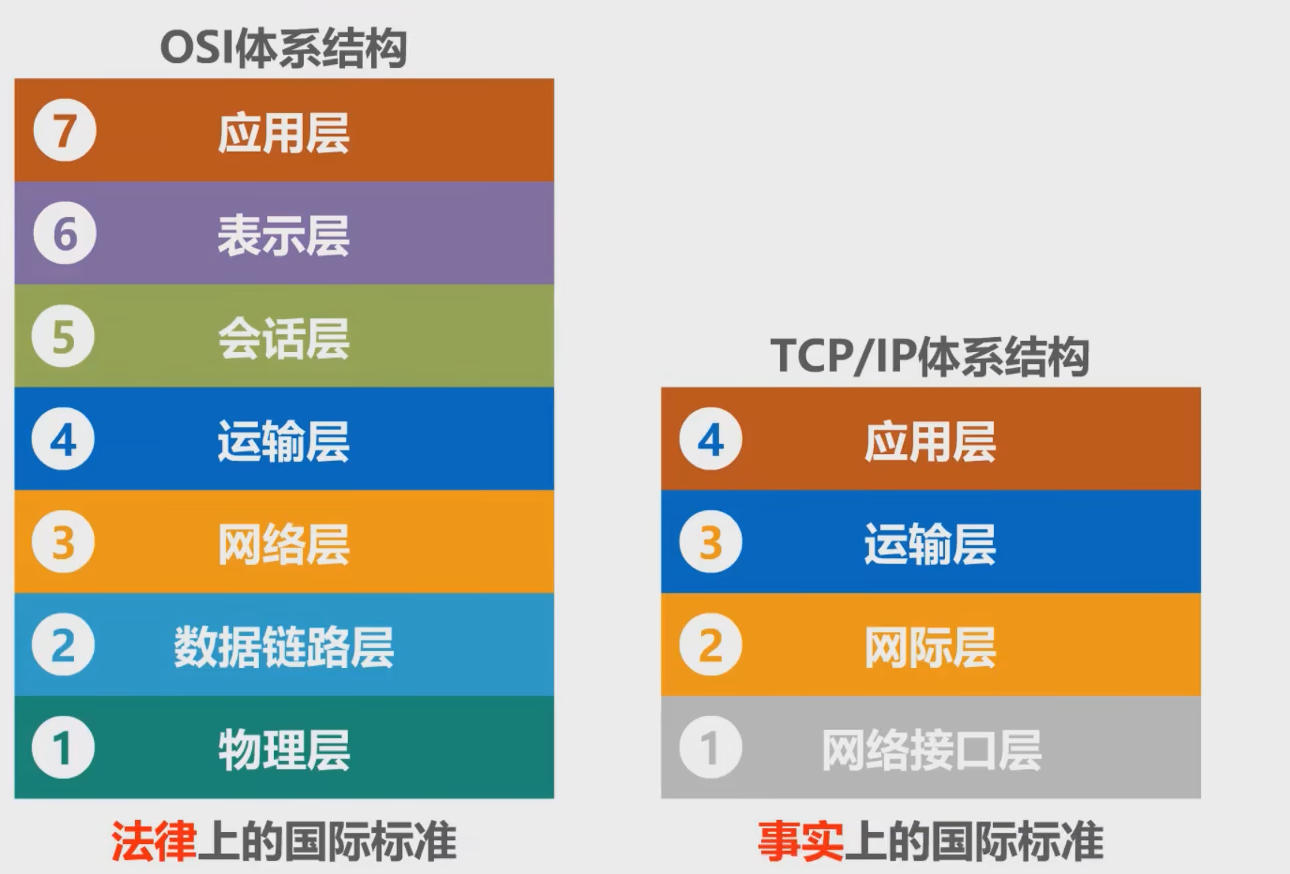 OSI体系结构
7 应用层
6 表示层
5 会话层
4 运输层
3 网络层
2 数据链路层
1 物理层
法律上的国际标准
TCP/IP体系结构
4 应用层
3 运输层
2 网际层
1 网络接口层
事实上的国际标准